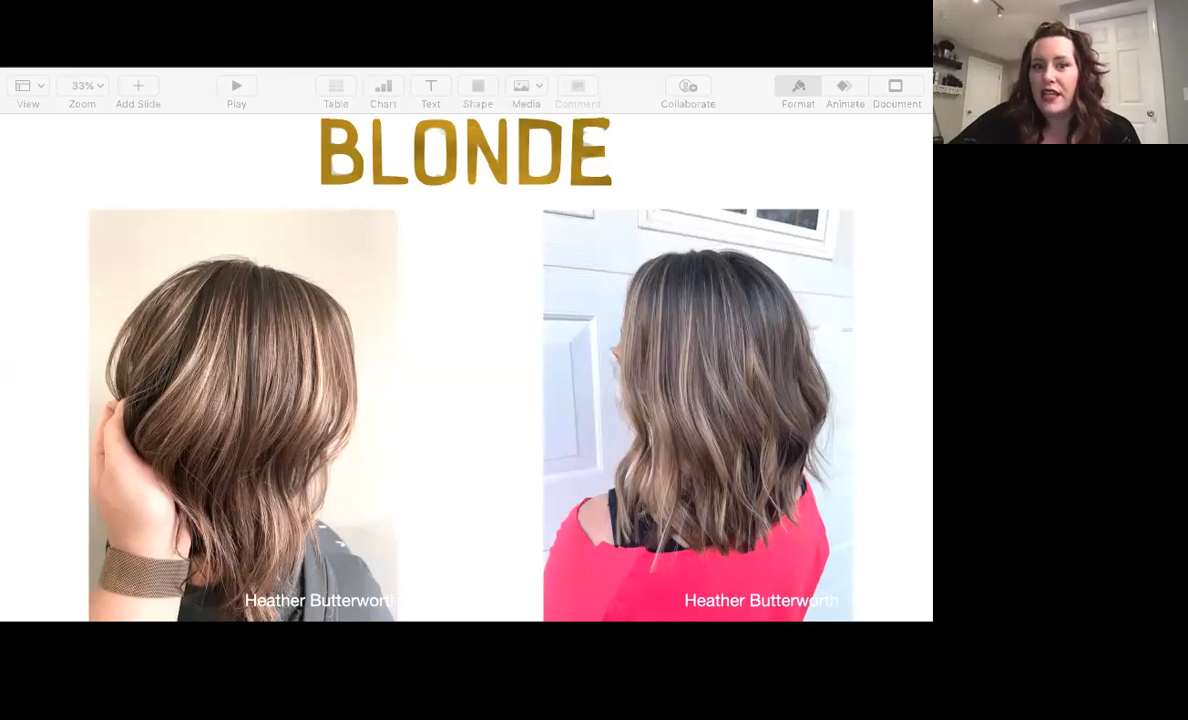 33%
View
Zoom
Add Slide
Play
Table
Chart
Text
Shape
Media
Comment
Collaborate
Format
Animate
Document
BLONDE
Heather Butterworth
Heather Butterworth